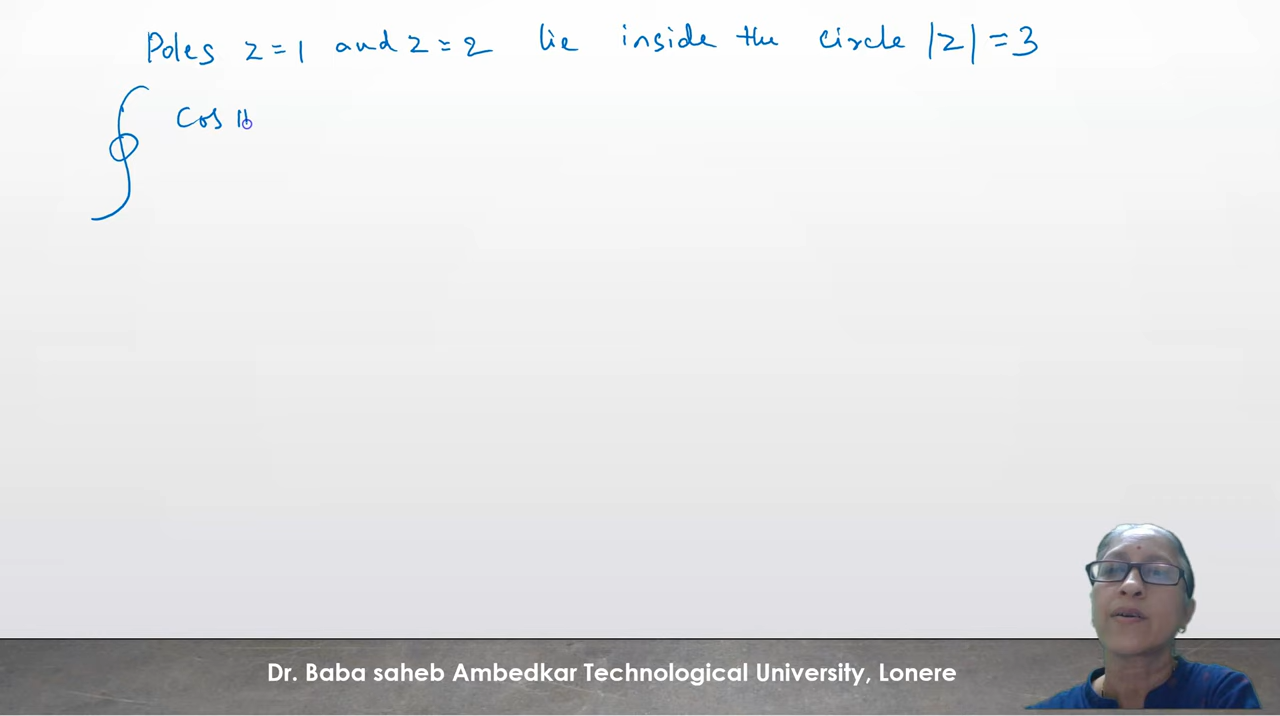 Poles z = 1 and z = 2 lie inside the circle |z| = 3
∮ cos π
Dr. Baba saheb Ambedkar Technological University, Lonere